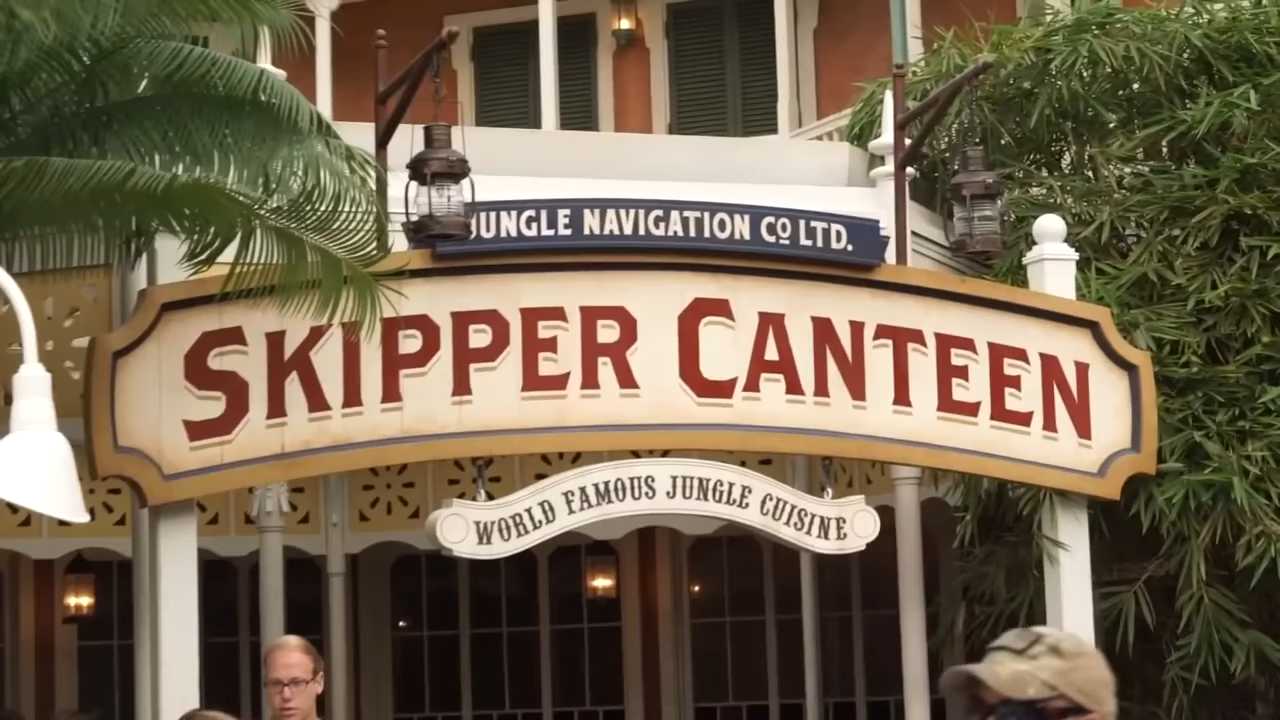 JUNGLE NAVIGATION CO LTD.
SKIPPER CANTEEN
WORLD FAMOUS JUNGLE CUISINE